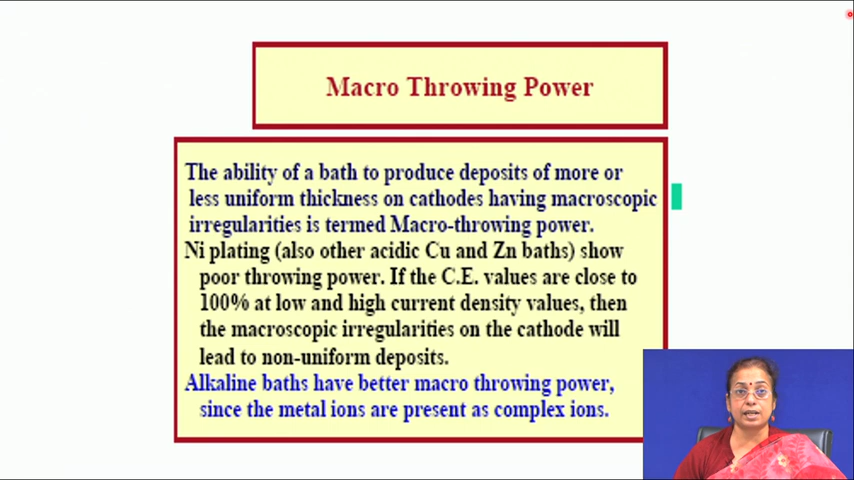 Macro Throwing Power
The ability of a bath to produce deposits of more or
less uniform thickness on cathodes having macroscopic
irregularities is termed Macro-throwing power.
Ni plating (also other acidic Cu and Zn baths) show
poor throwing power. If the C.E. values are close to
100% at low and high current density values, then
the macroscopic irregularities on the cathode will
lead to non-uniform deposits.
Alkaline baths have better macro throwing power,
since the metal ions are present as complex ions.